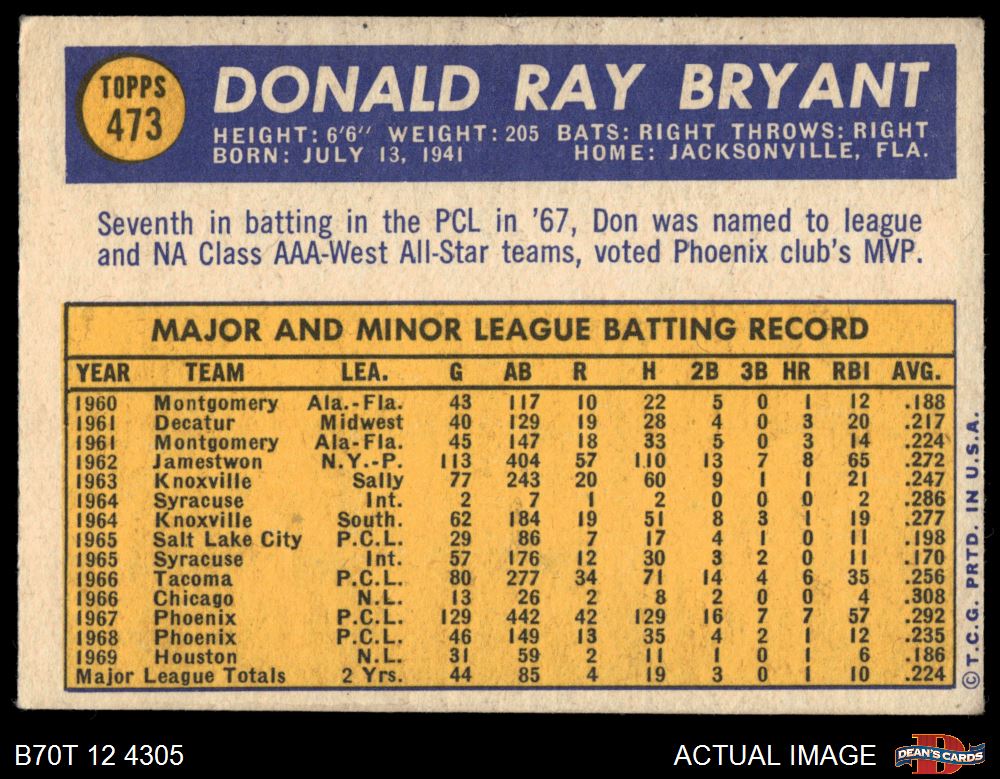 TOPPS
473
DONALD RAY BRYANT
HEIGHT: 6'6" WEIGHT: 205 BATS: RIGHT THROWS: RIGHT
BORN: JULY 13, 1941 HOME: JACKSONVILLE, FLA.
Seventh in batting in the PCL in '67, Don was named to league
and NA Class AAA-West All-Star teams, voted Phoenix club's MVP.
MAJOR AND MINOR LEAGUE BATTING RECORD
YEAR TEAM LEA. G AB R H 2B 3B HR RBI AVG.
1960 Montgomery Ala.-Fla. 43 117 10 22 5 0 1 12 .188
1961 Decatur Midwest 40 129 19 28 4 0 3 20 .217
1961 Montgomery Ala-Fla. 45 147 18 33 5 0 3 14 .224
1962 Jamestwon N.Y.-P. 113 404 57 110 13 7 8 65 .272
1963 Knoxville Sally 77 243 20 60 9 1 1 21 .247
1964 Syracuse Int. 2 7 1 2 0 0 0 2 .286
1964 Knoxville South. 62 184 19 51 8 3 1 19 .277
1965 Salt Lake City P.C.L. 29 86 7 17 4 1 0 11 .198
1965 Syracuse Int. 57 176 12 30 3 2 0 11 .170
1966 Tacoma P.C.L. 80 277 34 71 14 4 6 35 .256
1966 Chicago N.L. 13 26 2 8 2 0 0 4 .308
1967 Phoenix P.C.L. 129 442 42 129 16 7 7 57 .292
1968 Phoenix P.C.L. 46 149 13 35 4 2 1 12 .235
1969 Houston N.L. 31 59 2 11 1 0 1 6 .186
Major League Totals 2 Yrs. 44 85 4 19 3 0 1 10 .224
©T.C.G. PRTD. IN U.S.A.
B70T 12 4305 ACTUAL IMAGE
DEAN'S CARDS